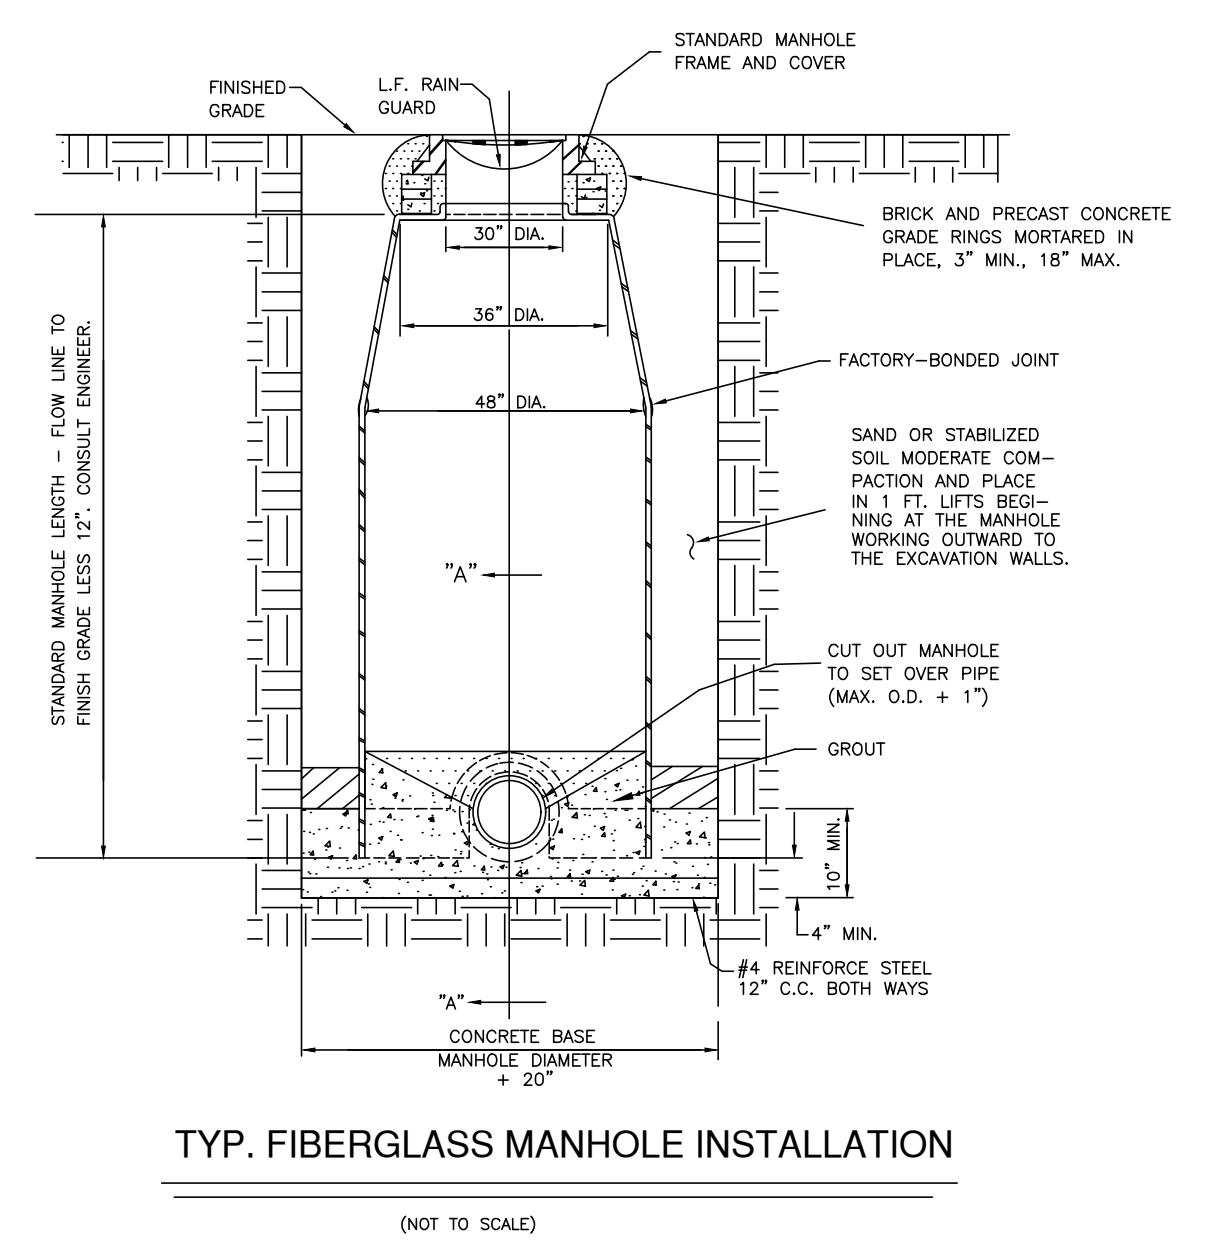 STANDARD MANHOLE
FRAME AND COVER
FINISHED
GRADE
L.F. RAIN
GUARD
BRICK AND PRECAST CONCRETE
GRADE RINGS MORTARED IN
PLACE, 3" MIN., 18" MAX.
30" DIA.
36" DIA.
FACTORY-BONDED JOINT
48" DIA.
STANDARD MANHOLE LENGTH - FLOW LINE TO
FINISH GRADE LESS 12". CONSULT ENGINEER.
SAND OR STABILIZED
SOIL MODERATE COM-
PACTION AND PLACE
IN 1 FT. LIFTS BEGI-
NING AT THE MANHOLE
WORKING OUTWARD TO
THE EXCAVATION WALLS.
"A"
CUT OUT MANHOLE
TO SET OVER PIPE
(MAX. O.D. + 1")
GROUT
10" MIN.
4" MIN.
#4 REINFORCE STEEL
12" C.C. BOTH WAYS
"A"
CONCRETE BASE
MANHOLE DIAMETER
+ 20"
TYP. FIBERGLASS MANHOLE INSTALLATION
(NOT TO SCALE)